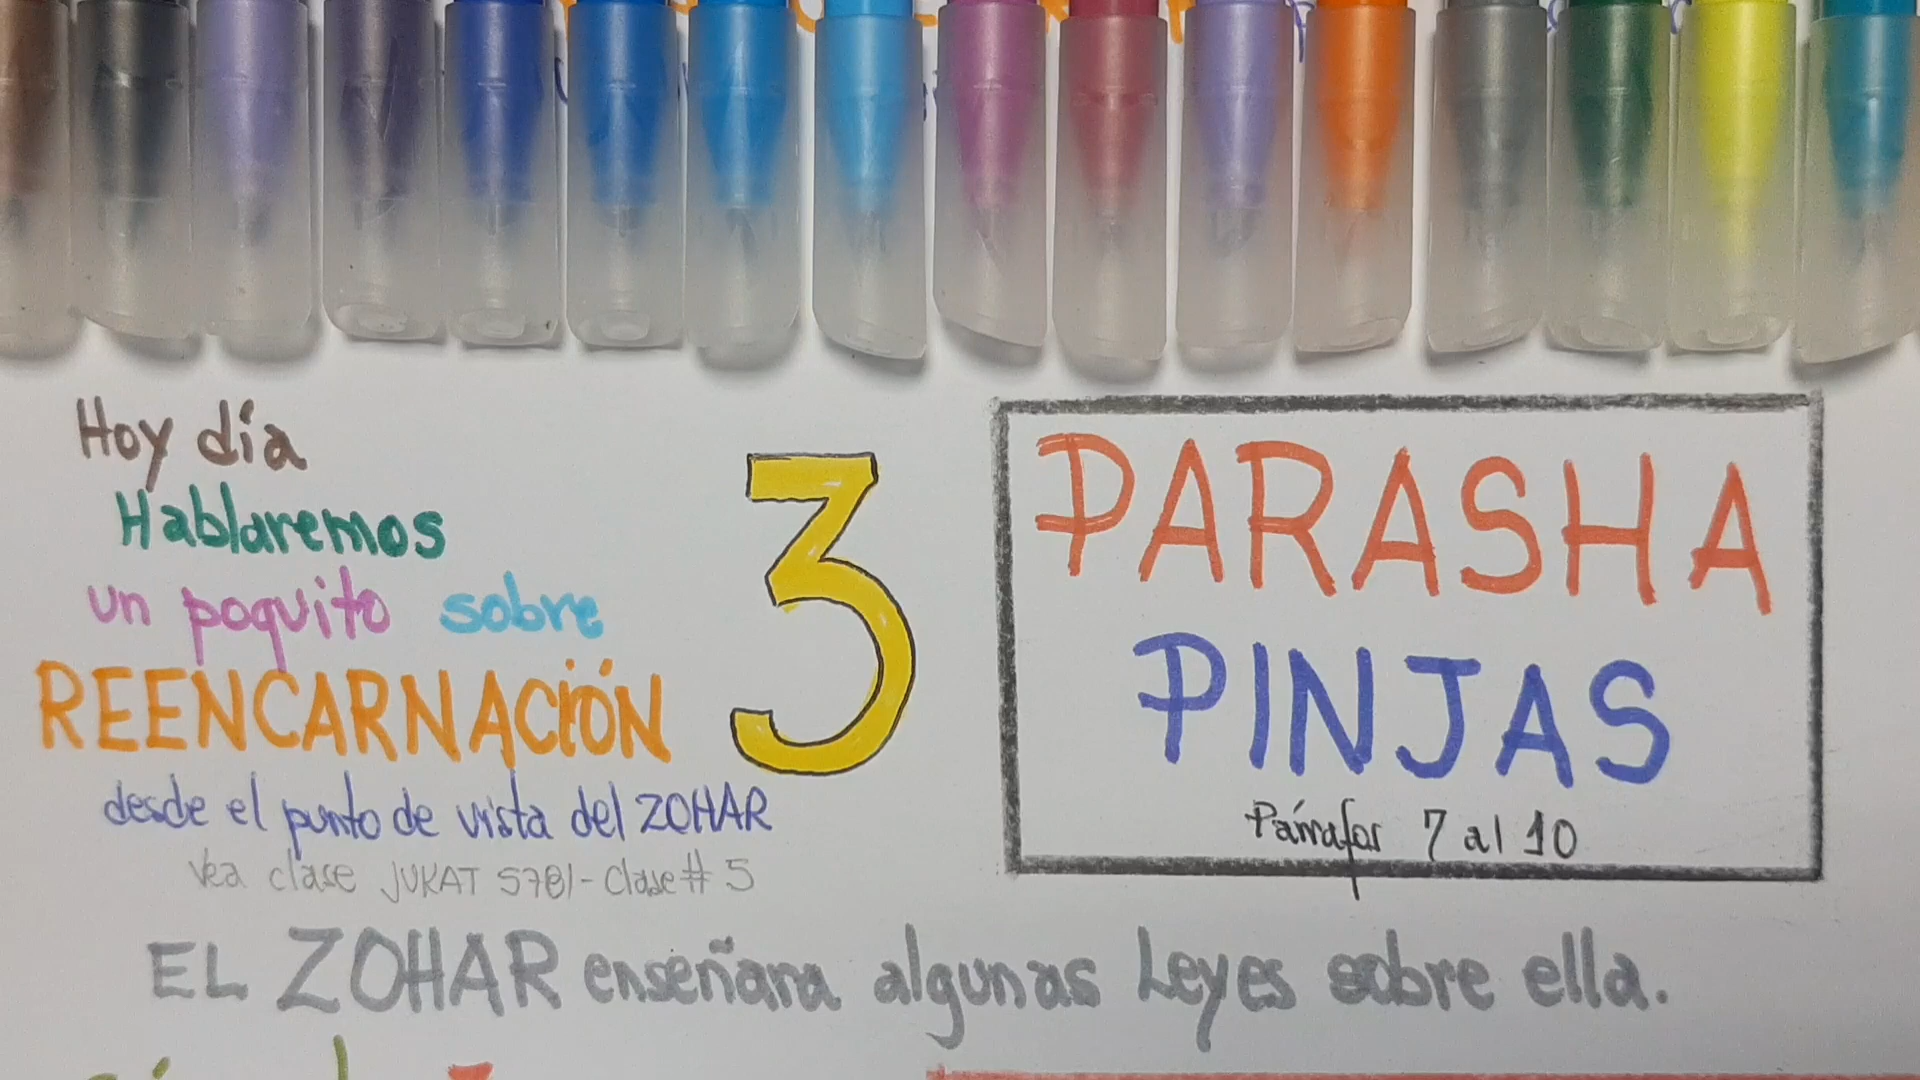 Hoy día
Hablaremos
un poquito sobre
REENCARNACIÓN
desde el punto de vista del ZOHAR
Vea clase JUKAT 5781 - Clase # 5
3
PARASHA
PINJAS
Párrafos 7 al 10
EL ZOHAR enseñara algunas Leyes sobre ella.